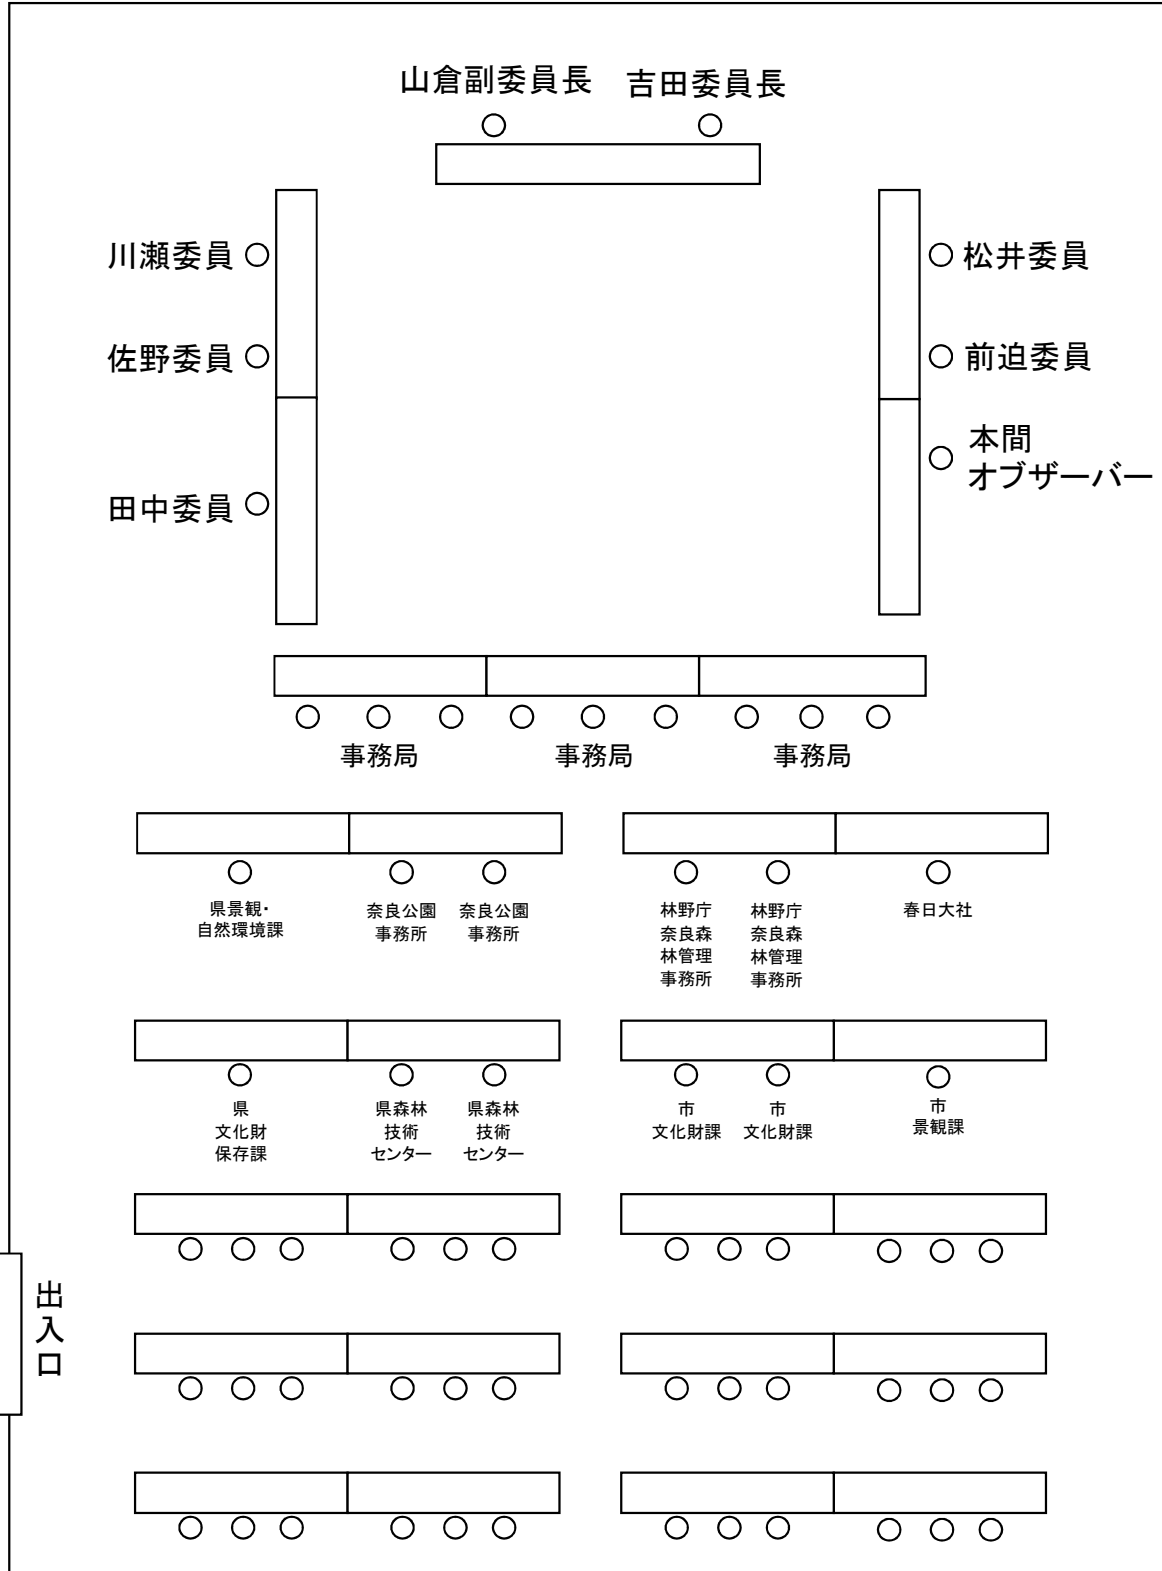 山倉副委員長
吉田委員長
川瀬委員
松井委員
佐野委員
前迫委員
本間
オブザーバー
田中委員
事務局
事務局
事務局
県景観・
自然環境課
奈良公園
事務所
奈良公園
事務所
林野庁
奈良森
林管理
事務所
林野庁
奈良森
林管理
事務所
春日大社
県
文化財
保存課
県森林
技術
センター
県森林
技術
センター
市
文化財課
市
文化財課
市
景観課
出
入
口